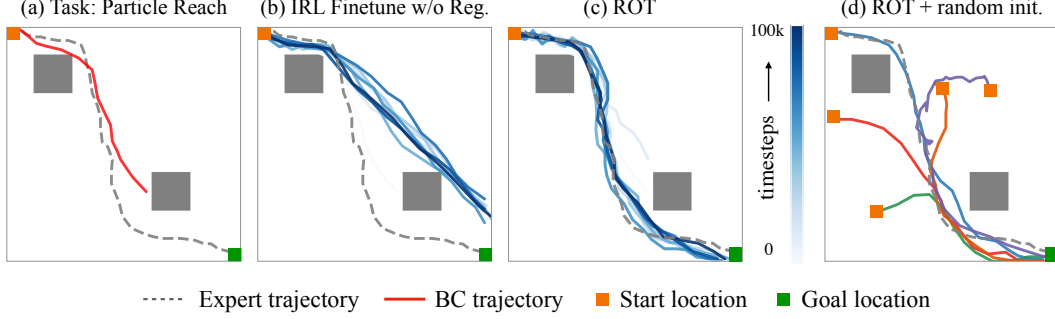 (a) Task: Particle Reach
(b) IRL Finetune w/o Reg.
(c) ROT
(d) ROT + random init.
100k
timesteps
0
Expert trajectory
BC trajectory
Start location
Goal location